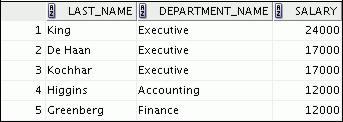 LAST_NAME DEPARTMENT_NAME SALARY
1 King Executive 24000
2 De Haan Executive 17000
3 Kochhar Executive 17000
4 Higgins Accounting 12000
5 Greenberg Finance 12000